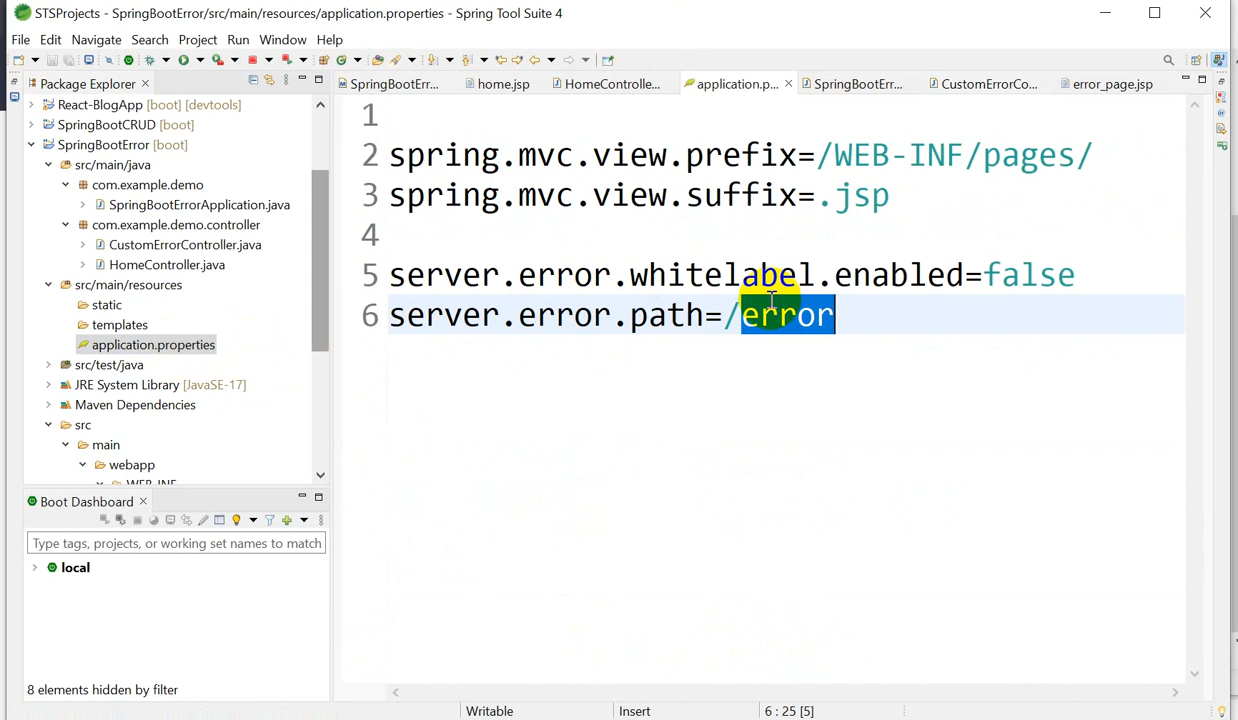 STSProjects - SpringBootError/src/main/resources/application.properties - Spring Tool Suite 4
File Edit Navigate Search Project Run Window Help
Package Explorer
SpringBootErr...
home.jsp
HomeControlle...
application.p...
SpringBootErr...
CustomErrorCo...
error_page.jsp
React-BlogApp [boot] [devtools]
SpringBootCRUD [boot]
SpringBootError [boot]
src/main/java
com.example.demo
SpringBootErrorApplication.java
com.example.demo.controller
CustomErrorController.java
HomeController.java
src/main/resources
static
templates
application.properties
src/test/java
JRE System Library [JavaSE-17]
Maven Dependencies
src
main
webapp
WEB-INF
1
2 spring.mvc.view.prefix=/WEB-INF/pages/
3 spring.mvc.view.suffix=.jsp
4
5 server.error.whitelabel.enabled=false
6 server.error.path=/error
Boot Dashboard
Type tags, projects, or working set names to match
local
8 elements hidden by filter
Writable
Insert
6 : 25 [5]